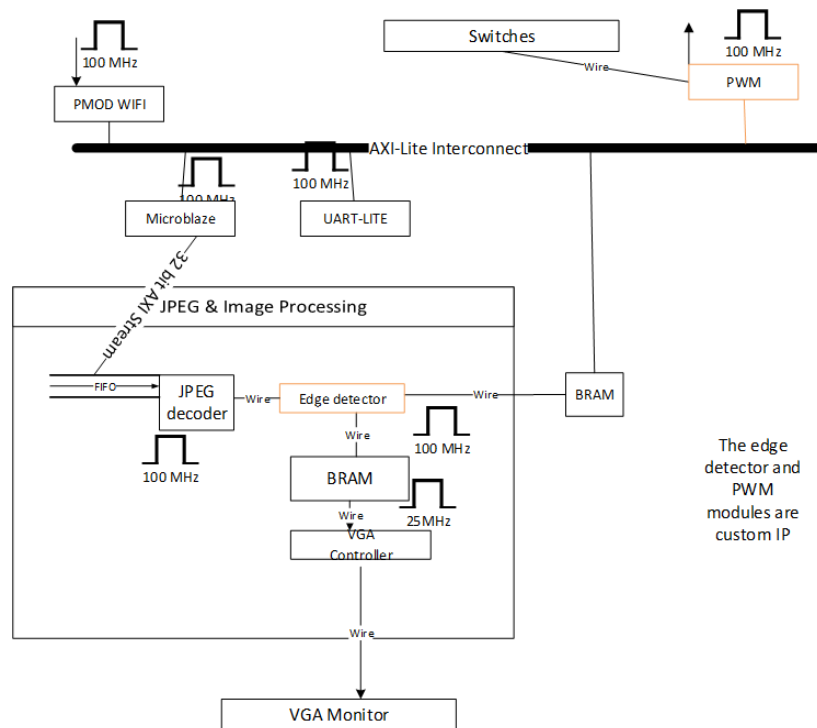 100 MHz
PMOD WIFI
Switches
Wire
100 MHz
PWM
AXI-Lite Interconnect
100 MHz
Microblaze
100 MHz
UART-LITE
32 bit AXI Stream
JPEG & Image Processing
FIFO
JPEG
decoder
Wire
Edge detector
Wire
BRAM
100 MHz
Wire
100 MHz
BRAM
25MHz
Wire
VGA
Controller
Wire
VGA Monitor
The edge
detector and
PWM
modules are
custom IP